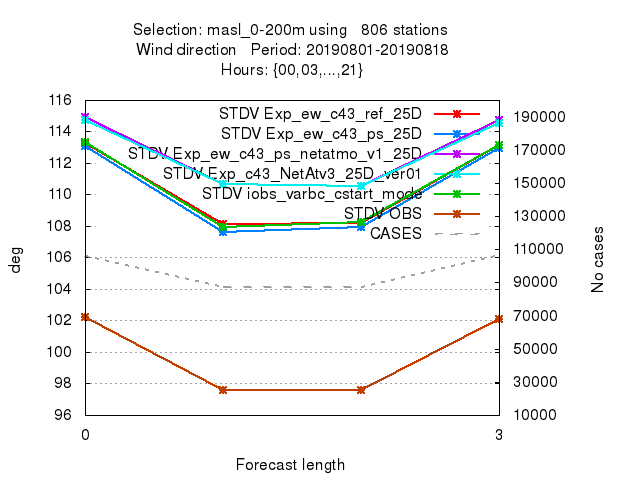 Selection: masl_0-200m using 806 stations
Wind direction Period: 20190801-20190818
Hours: {00,03,...,21}
deg
116
114
112
110
108
106
104
102
100
98
96
STDV Exp_ew_c43_ref_25D
STDV Exp_ew_c43_ps_25D
STDV Exp_ew_c43_ps_netatmo_v1_25D
STDV Exp_c43_NetAtv3_25D_ver01
STDV iobs_varbc_cstart_mode
STDV OBS
CASES
190000
170000
150000
130000
110000
90000
70000
50000
30000
10000
No cases
0
3
Forecast length